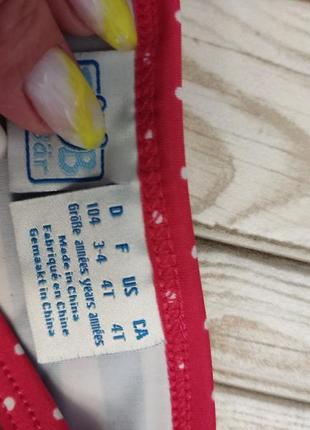 B
bär
D F US CA
104 3-4 4T 4T
Größe années years années
Made in China
Fabriqué en Chine
Gemaakt in China